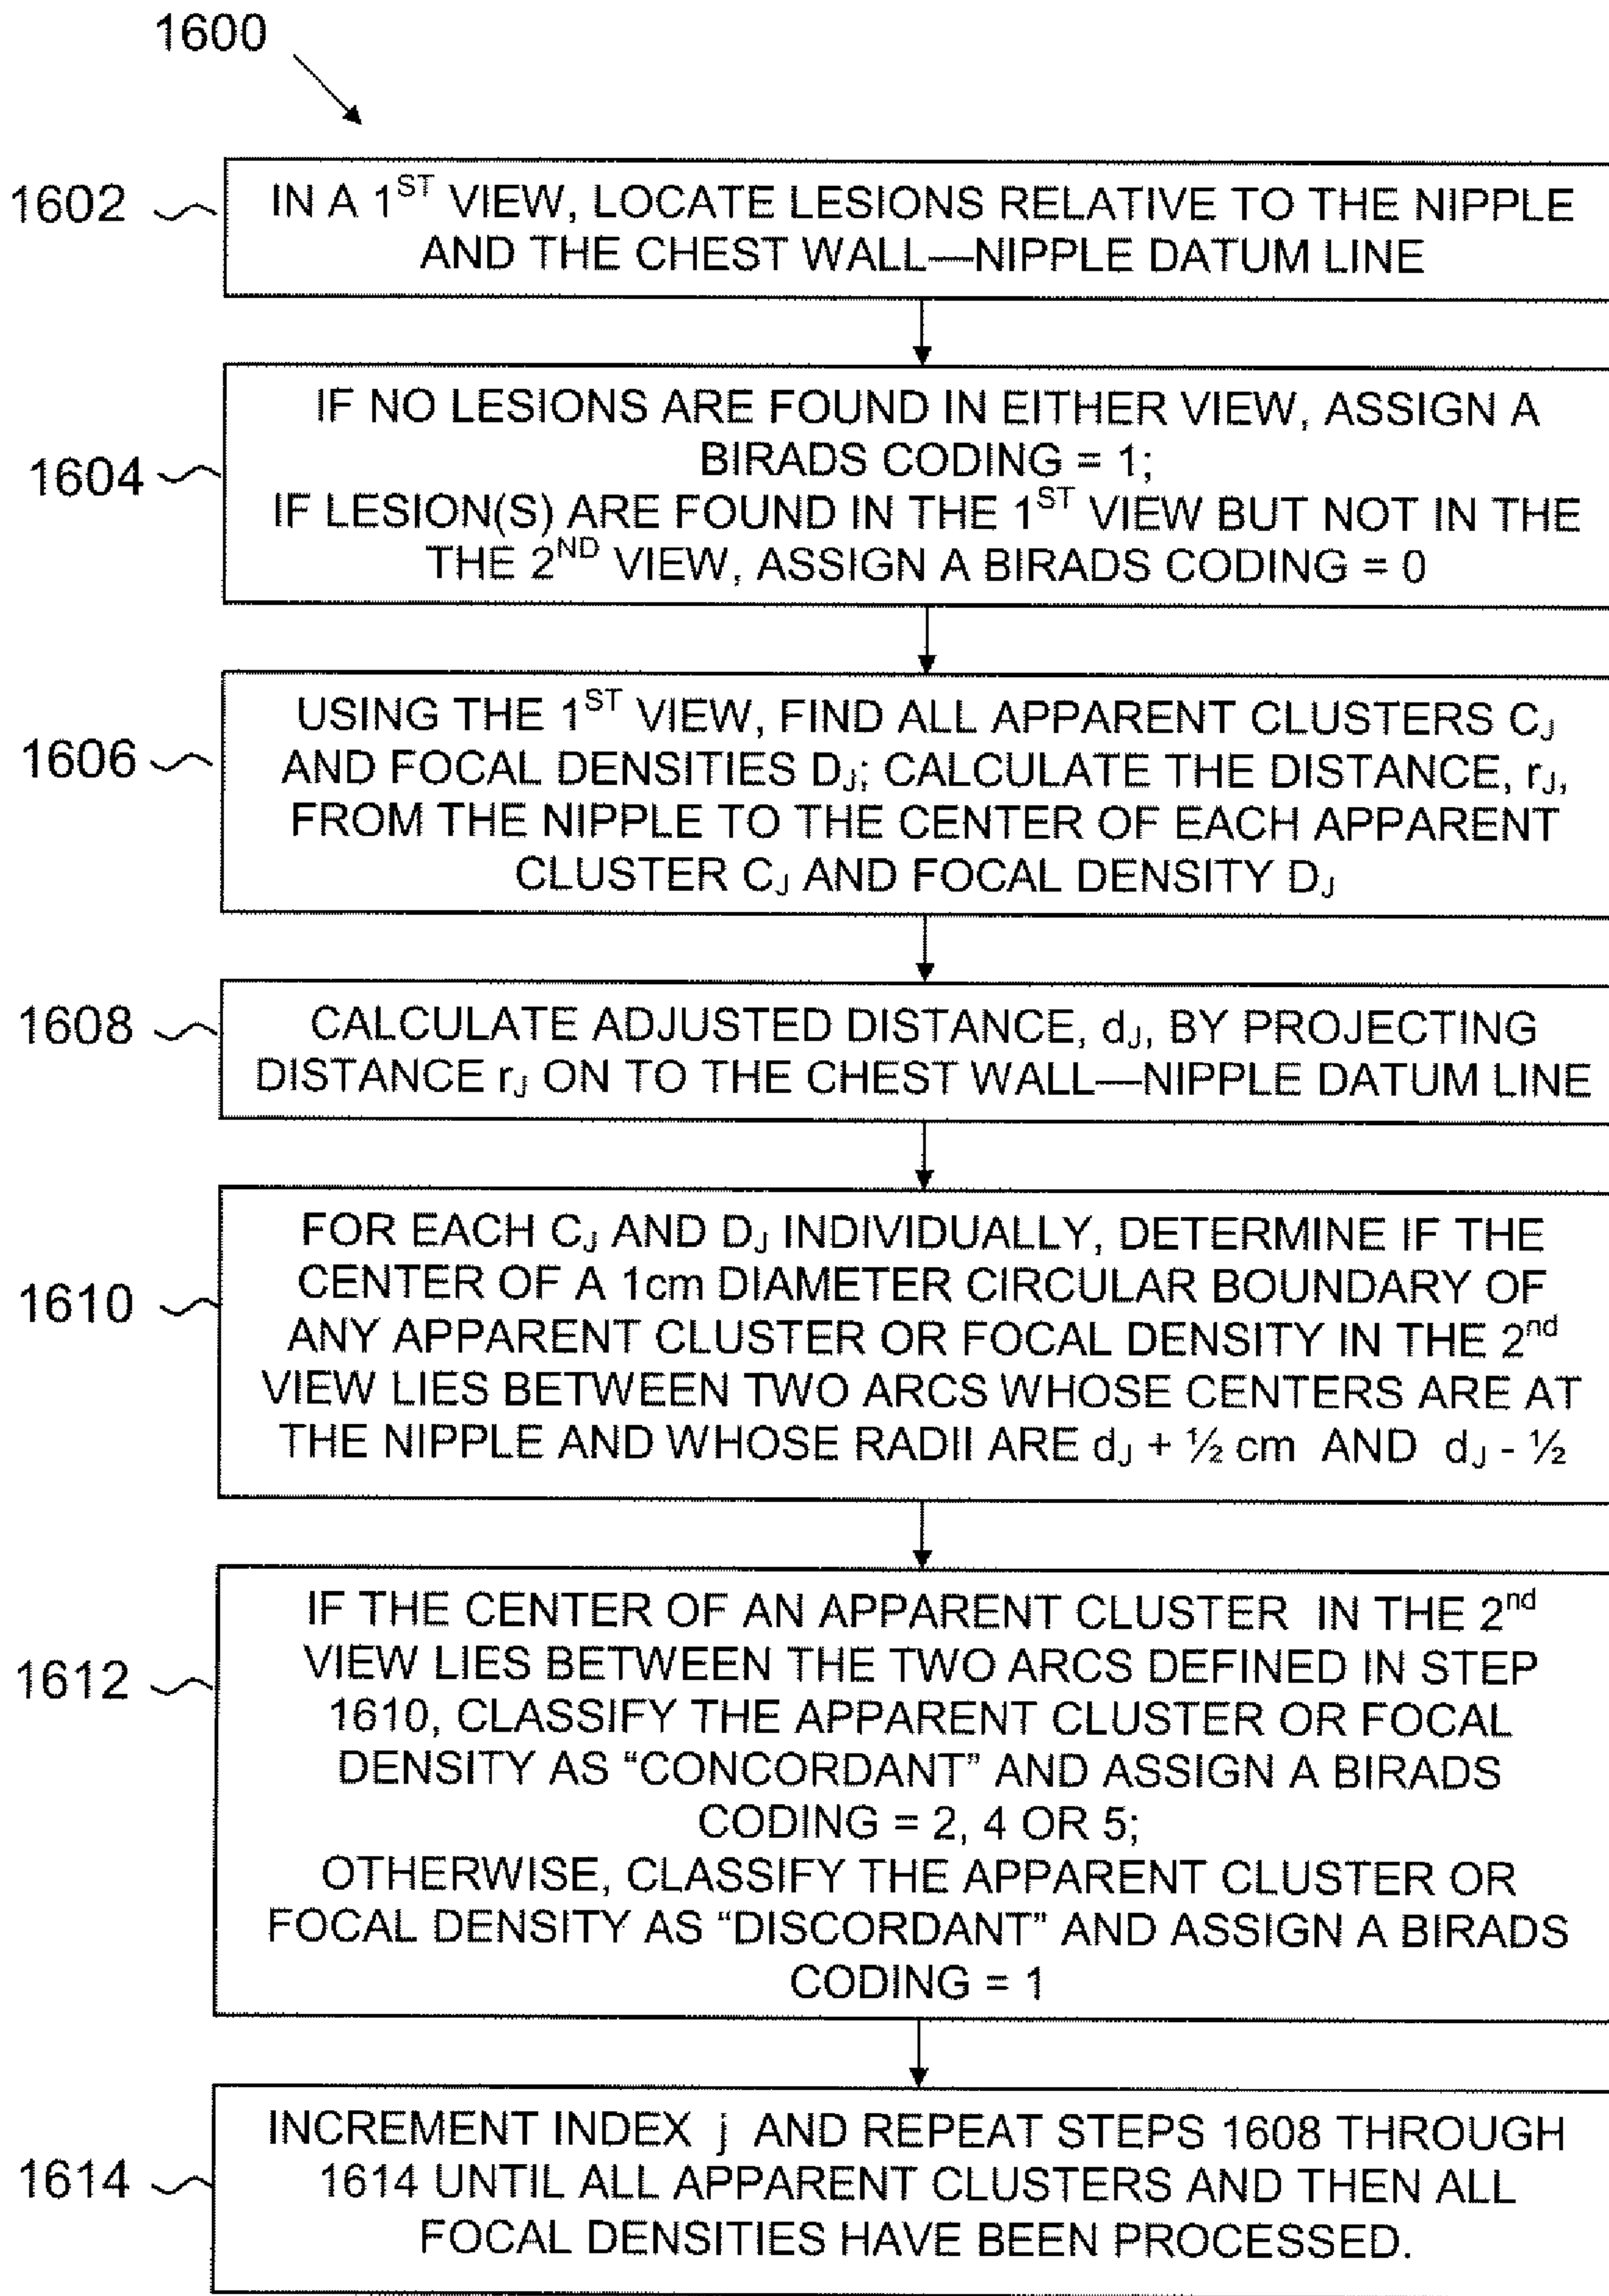 1600
1602
IN A 1ST VIEW, LOCATE LESIONS RELATIVE TO THE NIPPLE
AND THE CHEST WALL—NIPPLE DATUM LINE
1604
IF NO LESIONS ARE FOUND IN EITHER VIEW, ASSIGN A
BIRADS CODING = 1;
IF LESION(S) ARE FOUND IN THE 1ST VIEW BUT NOT IN THE
THE 2ND VIEW, ASSIGN A BIRADS CODING = 0
1606
USING THE 1ST VIEW, FIND ALL APPARENT CLUSTERS CJ
AND FOCAL DENSITIES DJ; CALCULATE THE DISTANCE, rJ,
FROM THE NIPPLE TO THE CENTER OF EACH APPARENT
CLUSTER CJ AND FOCAL DENSITY DJ
1608
CALCULATE ADJUSTED DISTANCE, dJ, BY PROJECTING
DISTANCE rJ ON TO THE CHEST WALL—NIPPLE DATUM LINE
1610
FOR EACH CJ AND DJ INDIVIDUALLY, DETERMINE IF THE
CENTER OF A 1cm DIAMETER CIRCULAR BOUNDARY OF
ANY APPARENT CLUSTER OR FOCAL DENSITY IN THE 2nd
VIEW LIES BETWEEN TWO ARCS WHOSE CENTERS ARE AT
THE NIPPLE AND WHOSE RADII ARE dJ + ½ cm AND dJ - ½
1612
IF THE CENTER OF AN APPARENT CLUSTER IN THE 2nd
VIEW LIES BETWEEN THE TWO ARCS DEFINED IN STEP
1610, CLASSIFY THE APPARENT CLUSTER OR FOCAL
DENSITY AS “CONCORDANT” AND ASSIGN A BIRADS
CODING = 2, 4 OR 5;
OTHERWISE, CLASSIFY THE APPARENT CLUSTER OR
FOCAL DENSITY AS “DISCORDANT” AND ASSIGN A BIRADS
CODING = 1
1614
INCREMENT INDEX j AND REPEAT STEPS 1608 THROUGH
1614 UNTIL ALL APPARENT CLUSTERS AND THEN ALL
FOCAL DENSITIES HAVE BEEN PROCESSED.